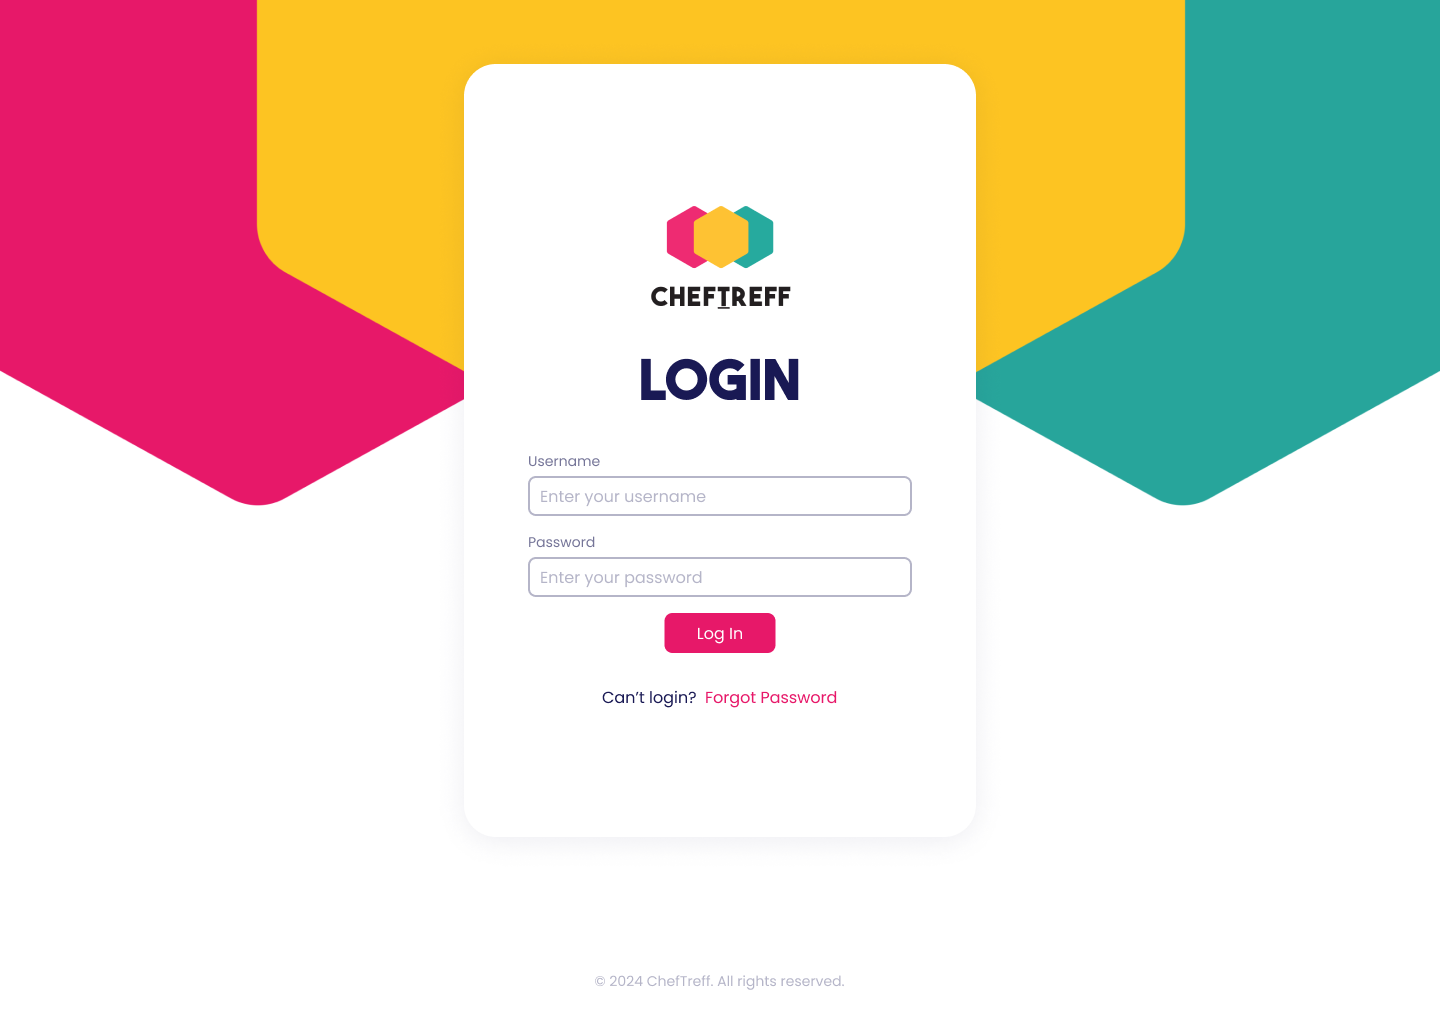 CHEFTREFF
LOGIN
Username
Enter your username
Password
Enter your password
Log In
Can’t login? Forgot Password
© 2024 ChefTreff. All rights reserved.